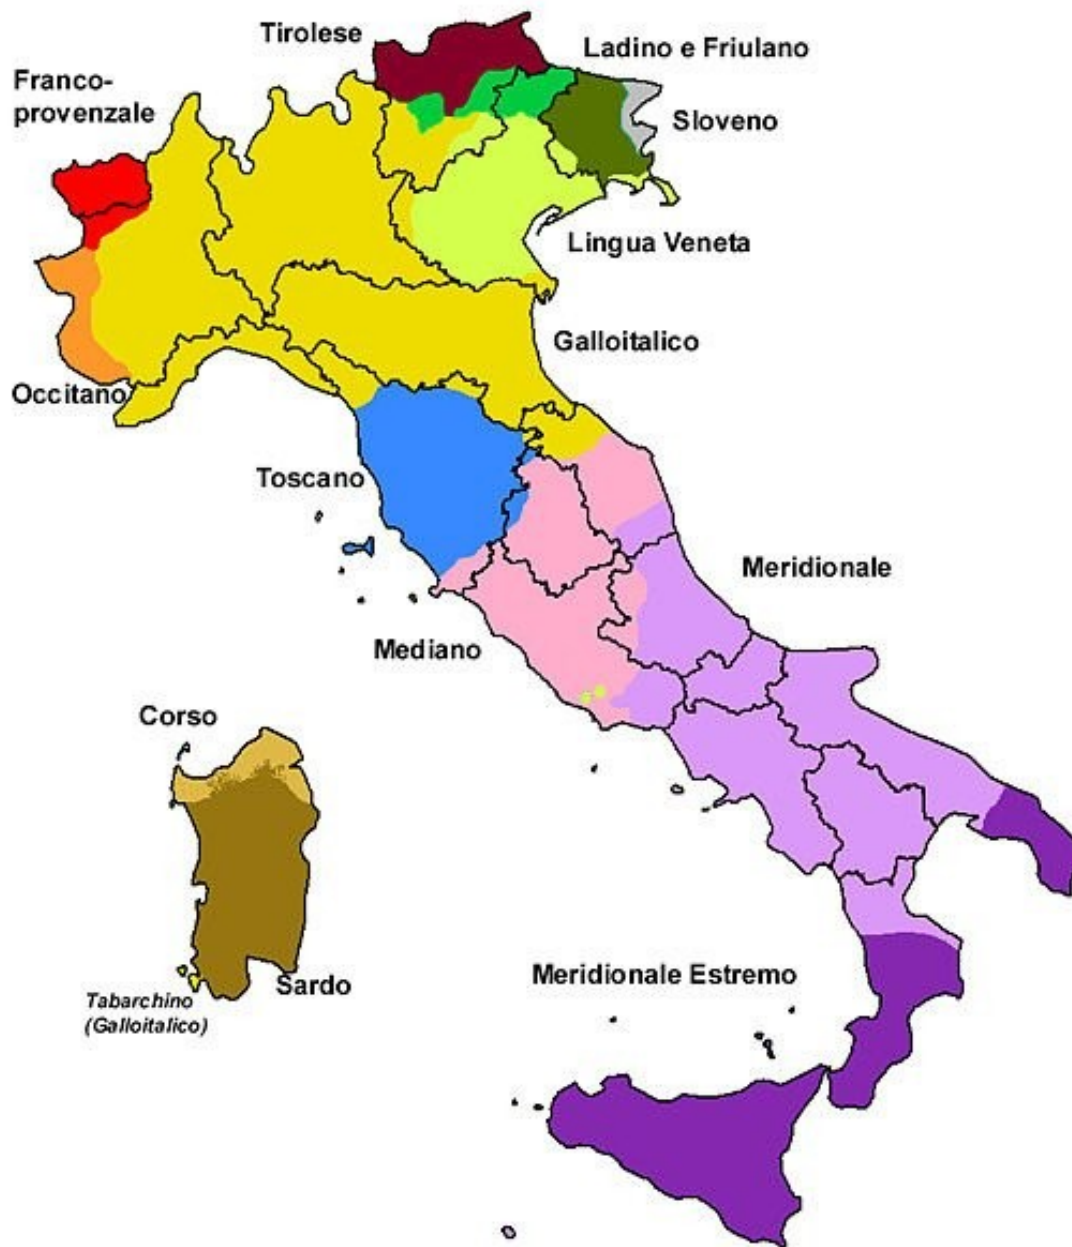 Tirolese
Ladino e Friulano
Franco-
provenzale
Sloveno
Lingua Veneta
Galloitalico
Occitano
Toscano
Meridionale
Mediano
Corso
Meridionale Estremo
Sardo
Tabarchino
(Galloitalico)